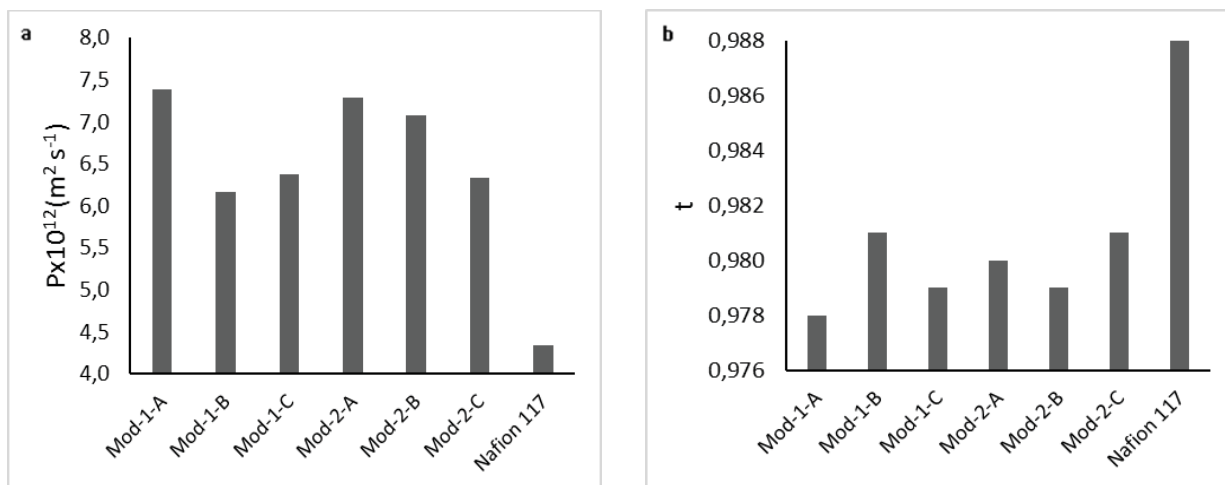 a
8,0
7,5
7,0
6,5
6,0
5,5
5,0
4,5
4,0
Px10¹²(m² s⁻¹)
Mod-1-A
Mod-1-B
Mod-1-C
Mod-2-A
Mod-2-B
Mod-2-C
Nafion 117
b
0,988
0,986
0,984
0,982
0,980
0,978
0,976
t
Mod-1-A
Mod-1-B
Mod-1-C
Mod-2-A
Mod-2-B
Mod-2-C
Nafion 117